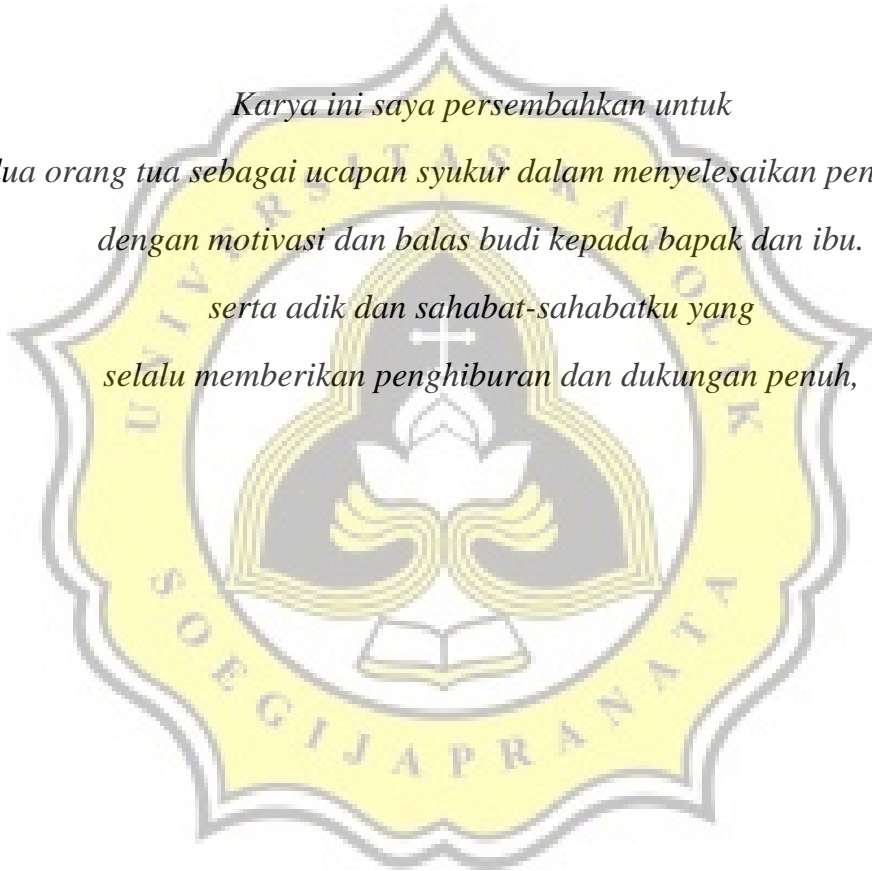 Karya ini saya persembahkan untuk
orang tua sebagai ucapan syukur dalam menyelesaikan
dengan motivasi dan balas budi kepada bapak dan ibu.
serta adik dan sahabat-sahabatku yang
selalu memberikan penghiburan dan dukungan penuh,
UNIVERSITAS KATOLIK
SOEGIJAPRANATA